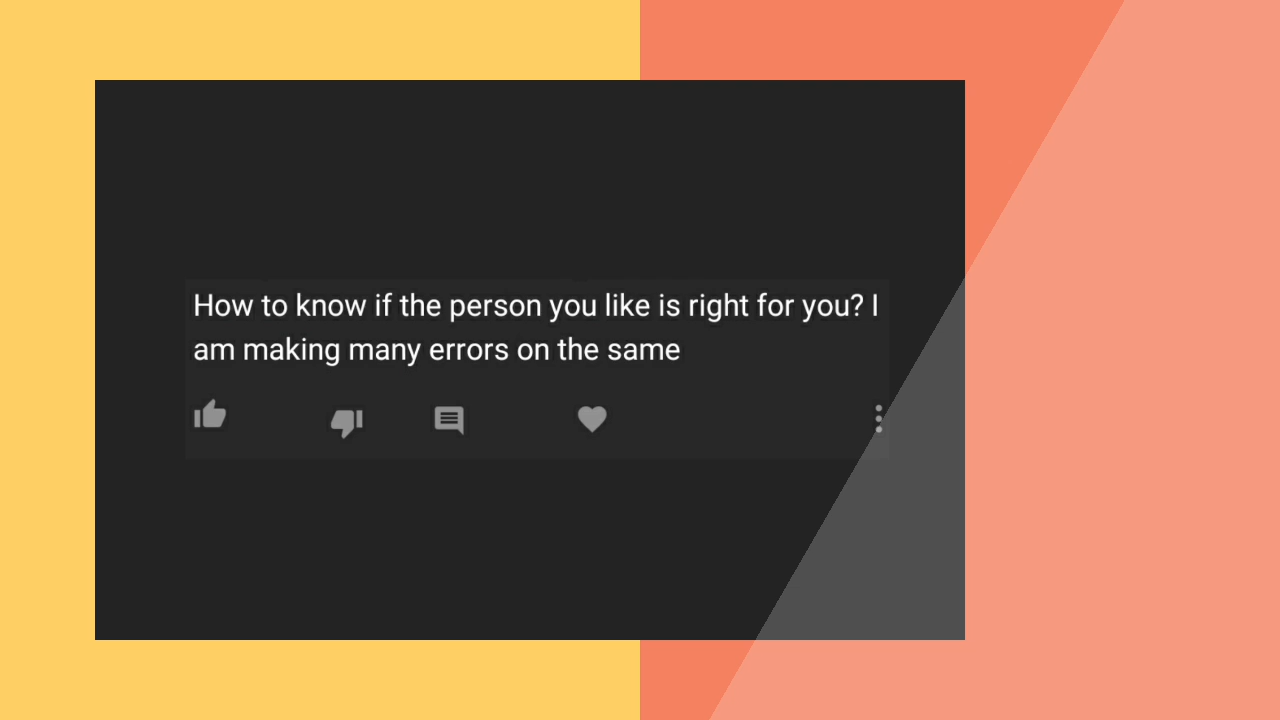 How to know if the person you like is right for you? I
am making many errors on the same